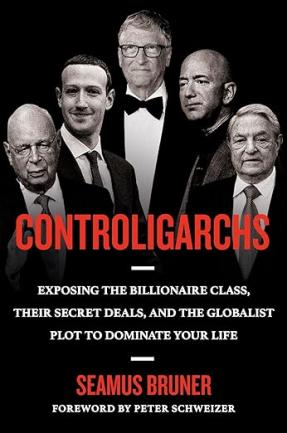 CONTROLIGARCHS
EXPOSING THE BILLIONAIRE CLASS,
THEIR SECRET DEALS, AND THE GLOBALIST
PLOT TO DOMINATE YOUR LIFE
SEAMUS BRUNER
FOREWORD BY PETER SCHWEIZER